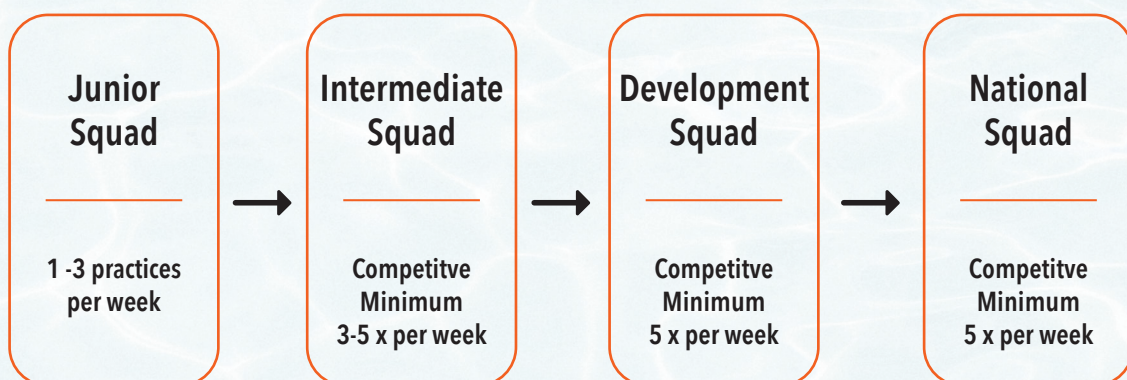 Junior
Squad
1 -3 practices
per week
Intermediate
Squad
Competitve
Minimum
3-5 x per week
Development
Squad
Competitve
Minimum
5 x per week
National
Squad
Competitve
Minimum
5 x per week